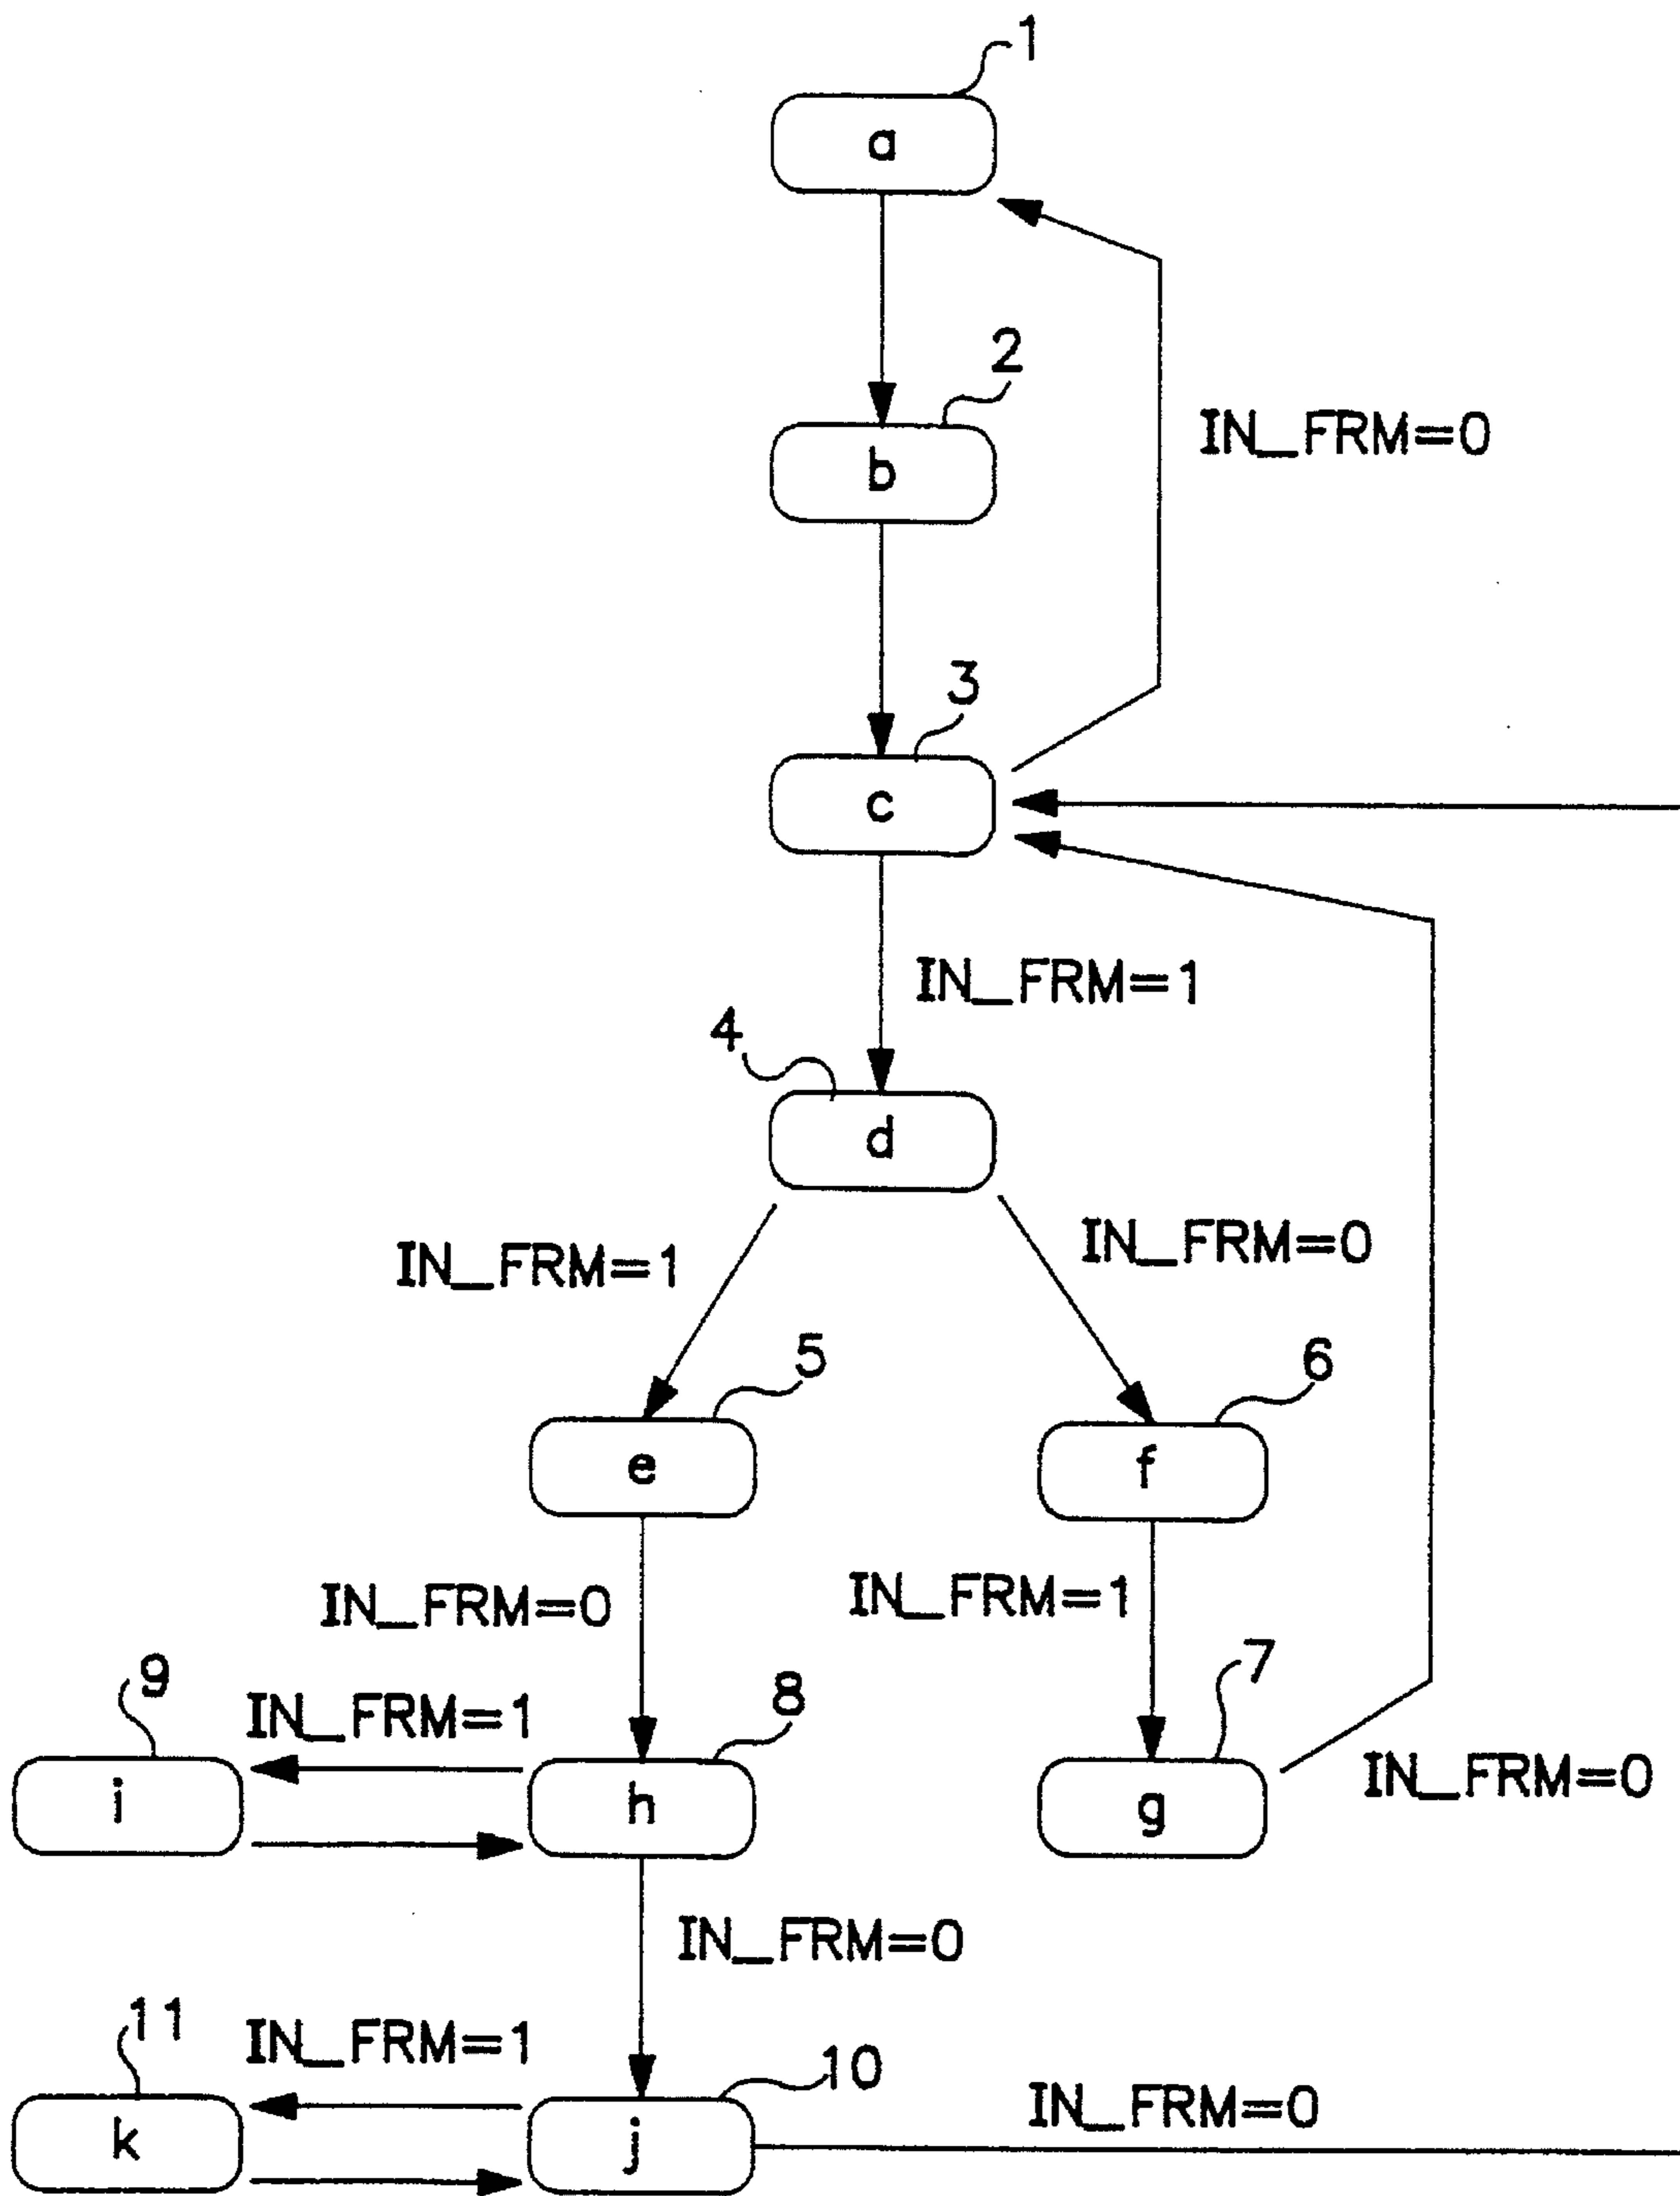 1
a
2
IN_FRM=0
b
3
c
IN_FRM=1
4
d
IN_FRM=0
IN_FRM=1
5
6
e
f
IN_FRM=1
IN_FRM=0
7
9
8
IN_FRM=1
IN_FRM=0
i
h
g
IN_FRM=0
11
IN_FRM=1
10
IN_FRM=0
k
j